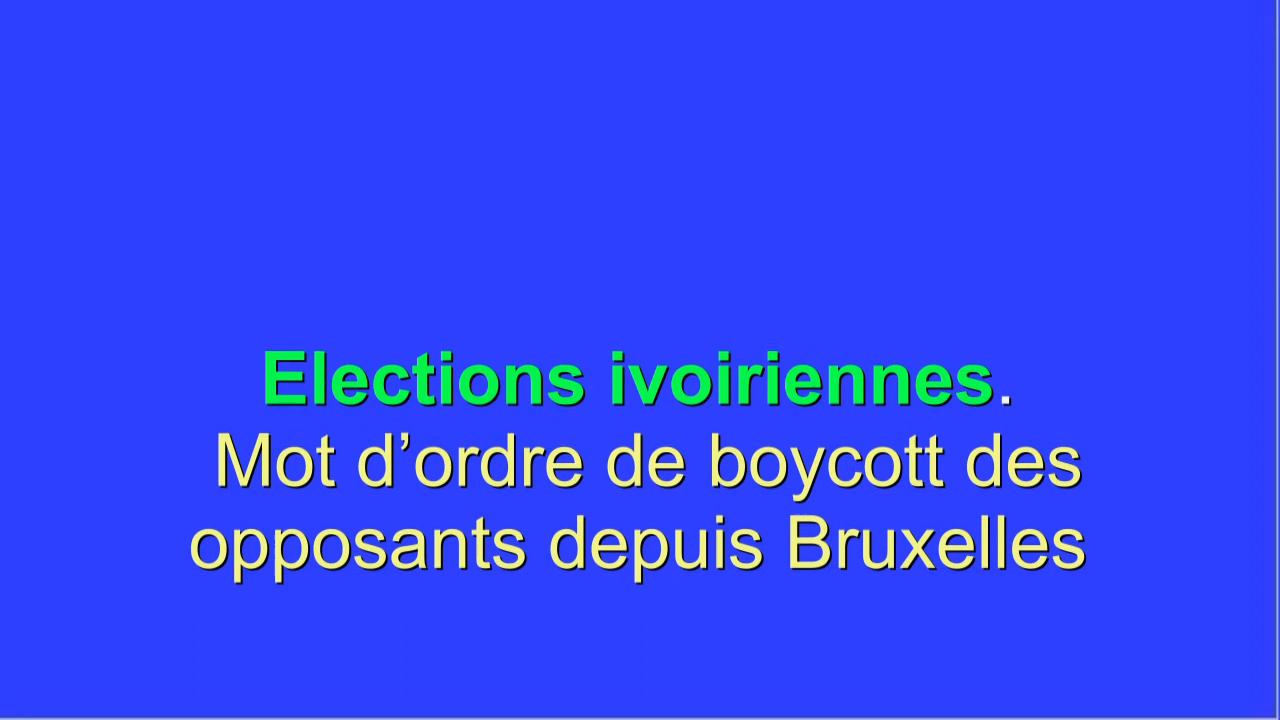 Elections ivoiriennes.
Mot d’ordre de boycott des
opposants depuis Bruxelles